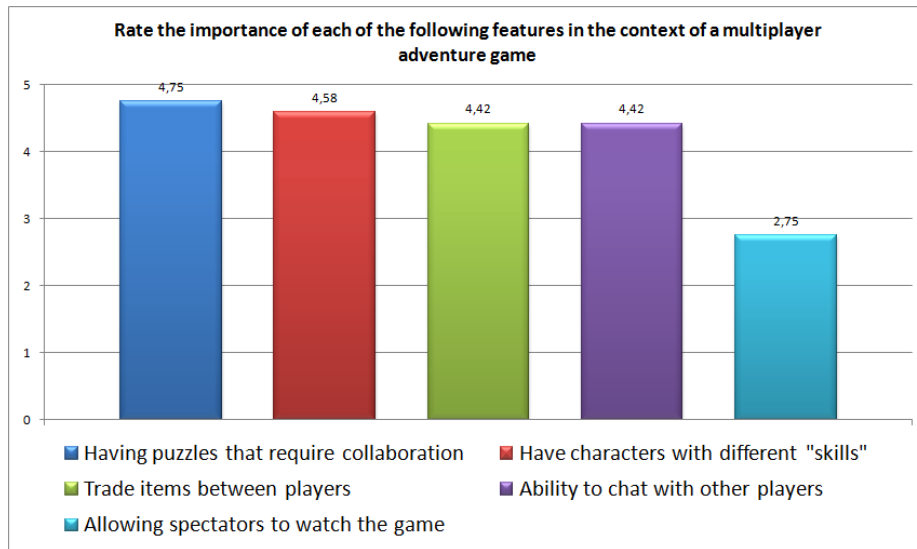 Rate the importance of each of the following features in the context of a multiplayer
adventure game
5
4,75
4,58
4,42
4,42
4
3
2,75
2
1
0
Having puzzles that require collaboration
Have characters with different "skills"
Trade items between players
Ability to chat with other players
Allowing spectators to watch the game